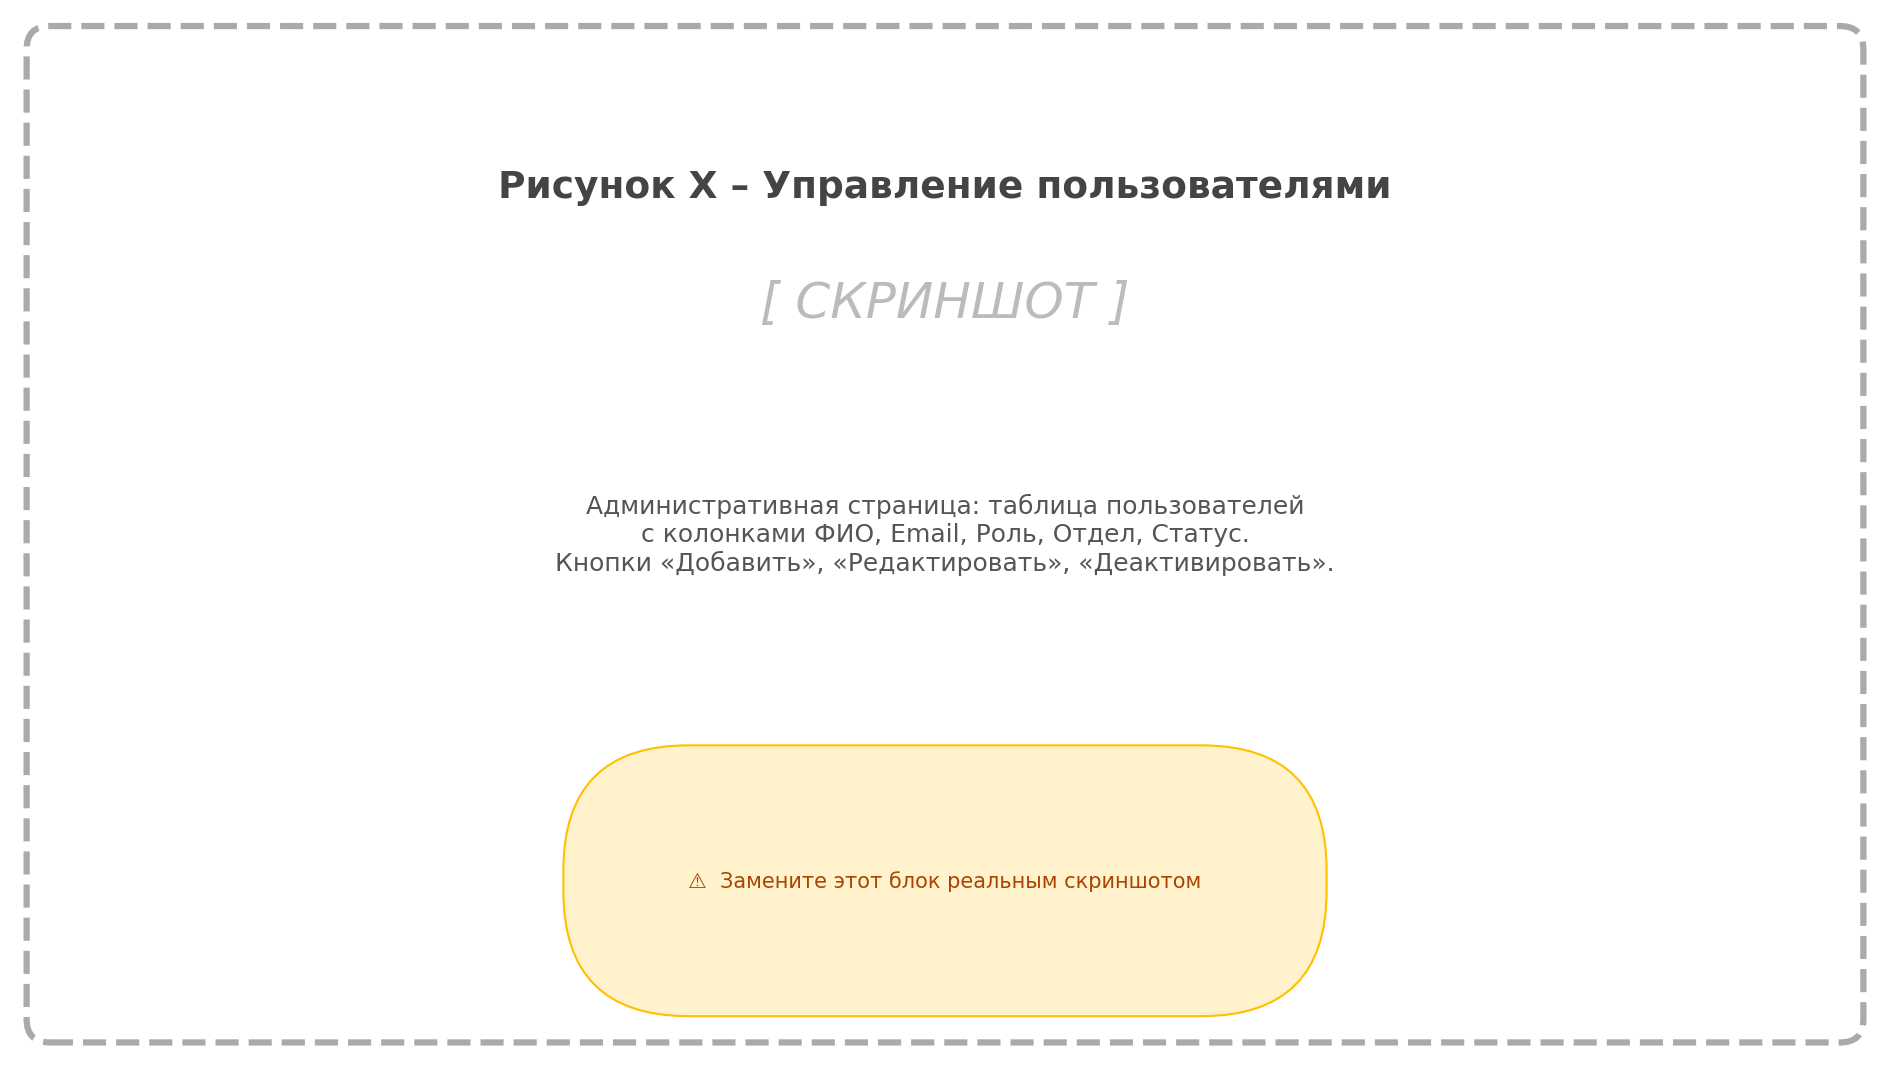 Рисунок X – Управление пользователями
[ СКРИНШОТ ]
Административная страница: таблица пользователей
с колонками ФИО, Email, Роль, Отдел, Статус.
Кнопки «Добавить», «Редактировать», «Деактивировать».
⚠ Замените этот блок реальным скриншотом